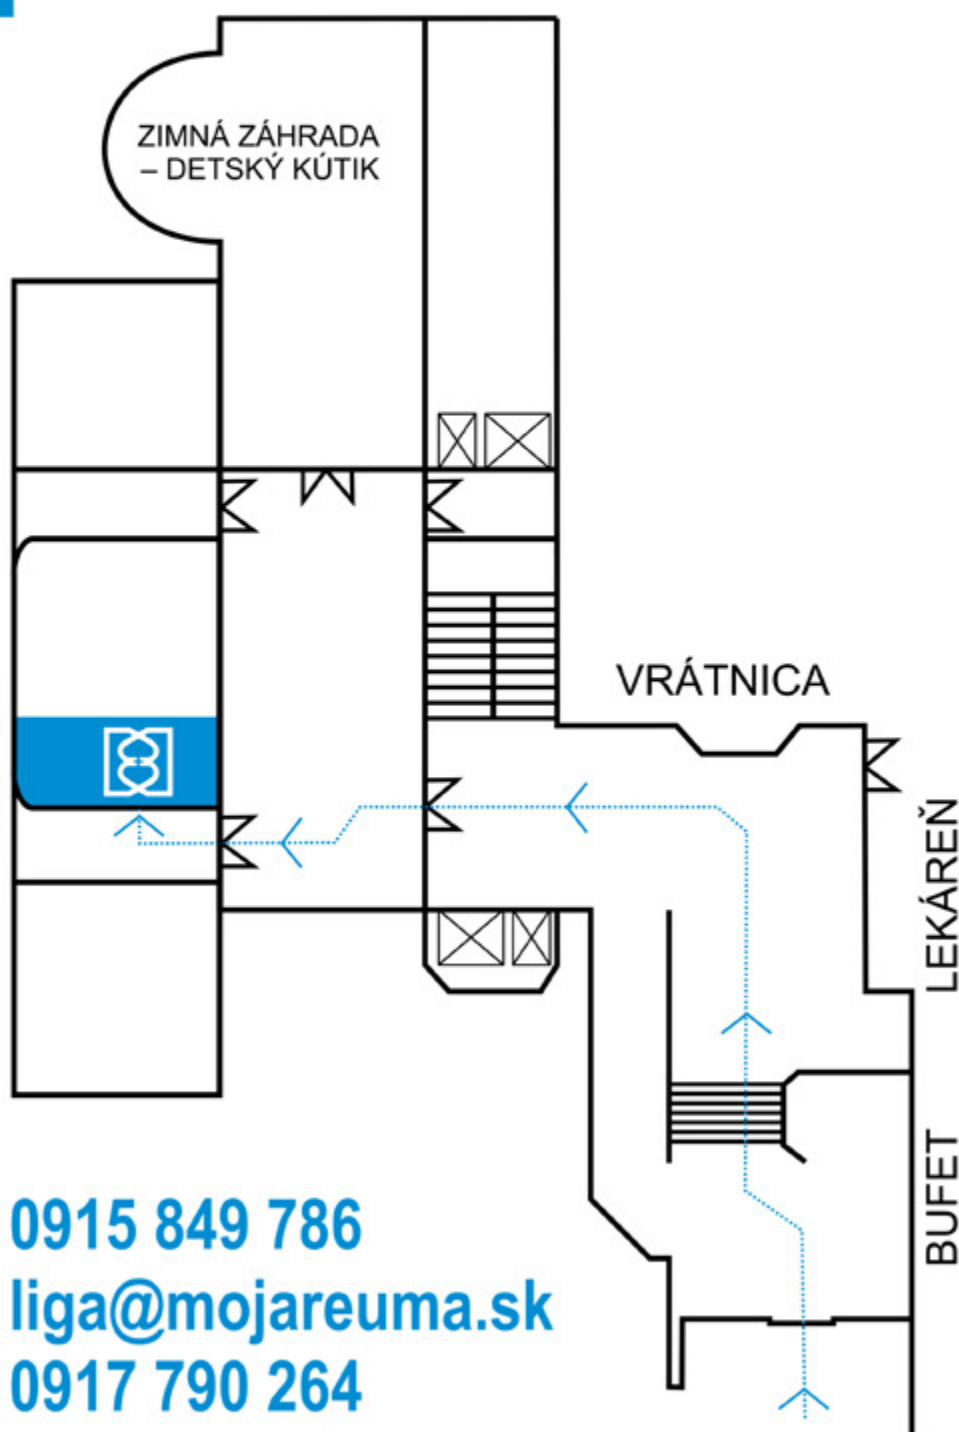 ZIMNÁ ZÁHRADA
– DETSKÝ KÚTIK
VRÁTNICA
LEKÁREŇ
BUFET
0915 849 786
liga@mojareuma.sk
0917 790 264